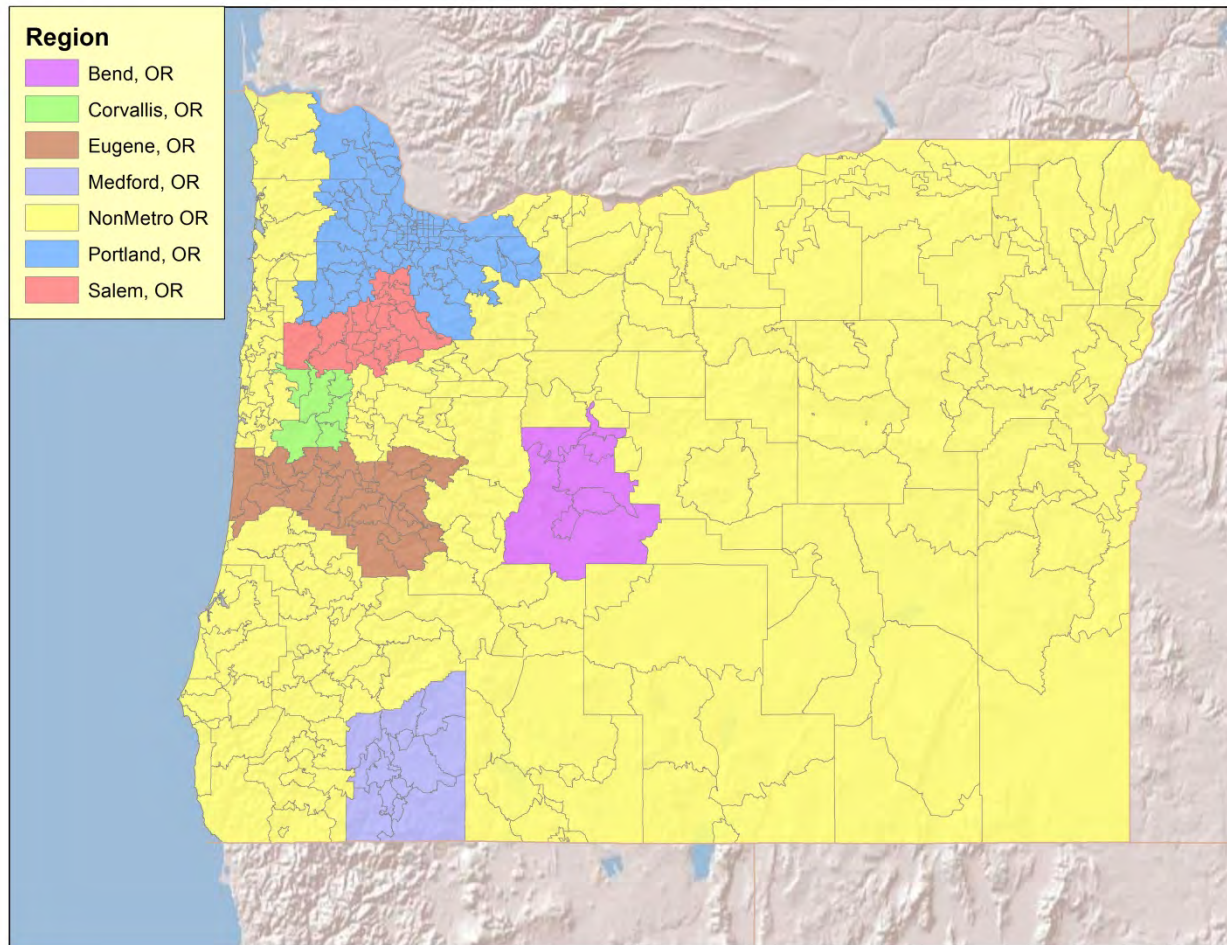 Region
Bend, OR
Corvallis, OR
Eugene, OR
Medford, OR
NonMetro OR
Portland, OR
Salem, OR